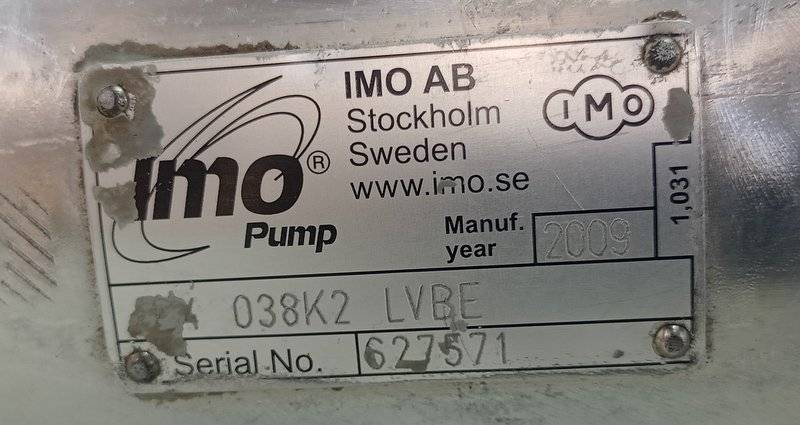 IMO AB
Stockholm
Sweden
www.imo.se
IMO
imo®
Pump
Manuf.
year
2009
1,031
038K2 LVBE
Serial No.
627571